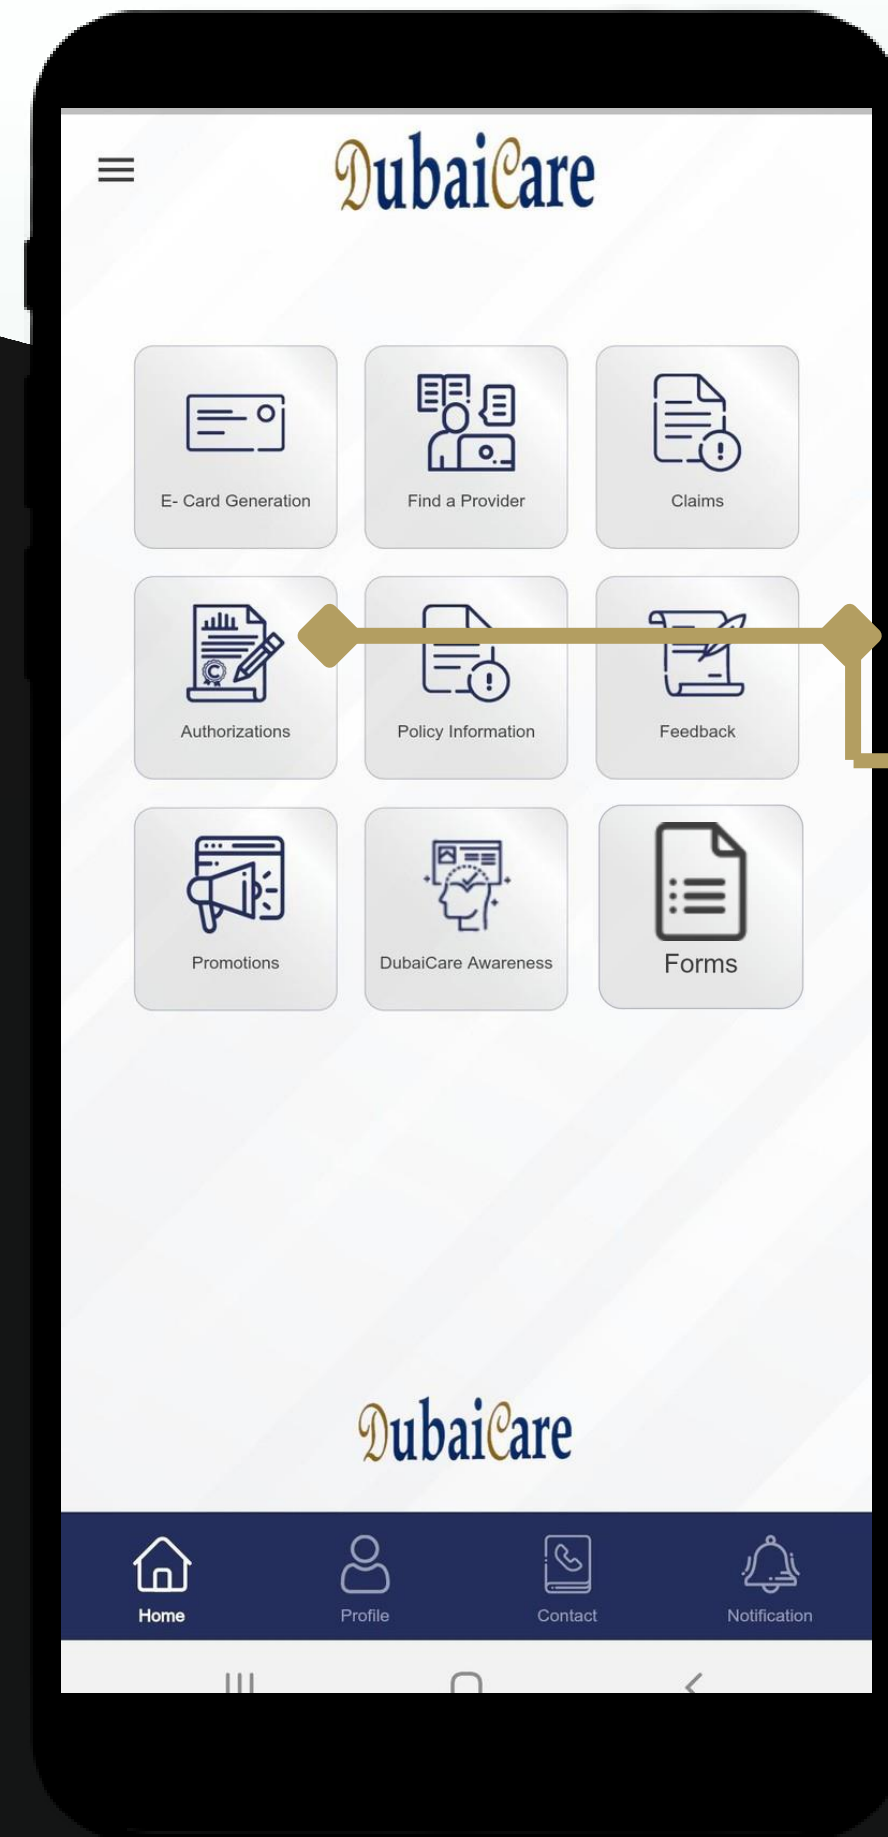 DubaiCare
E- Card Generation
Find a Provider
Claims
Authorizations
Policy Information
Feedback
Promotions
DubaiCare Awareness
Forms
DubaiCare
Home
Profile
Contact
Notification